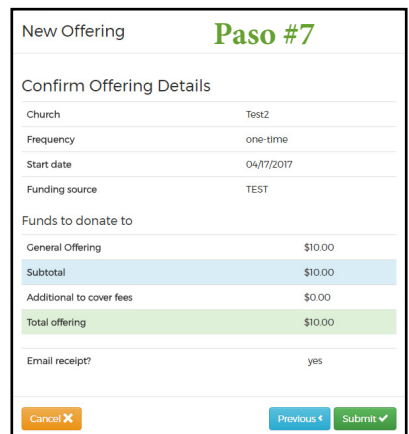 New Offering Paso #7
Confirm Offering Details
Church Test2
Frequency one-time
Start date 04/17/2017
Funding source TEST
Funds to donate to
General Offering $10.00
Subtotal $10.00
Additional to cover fees $0.00
Total offering $10.00
Email receipt? yes
Cancel Previous Submit